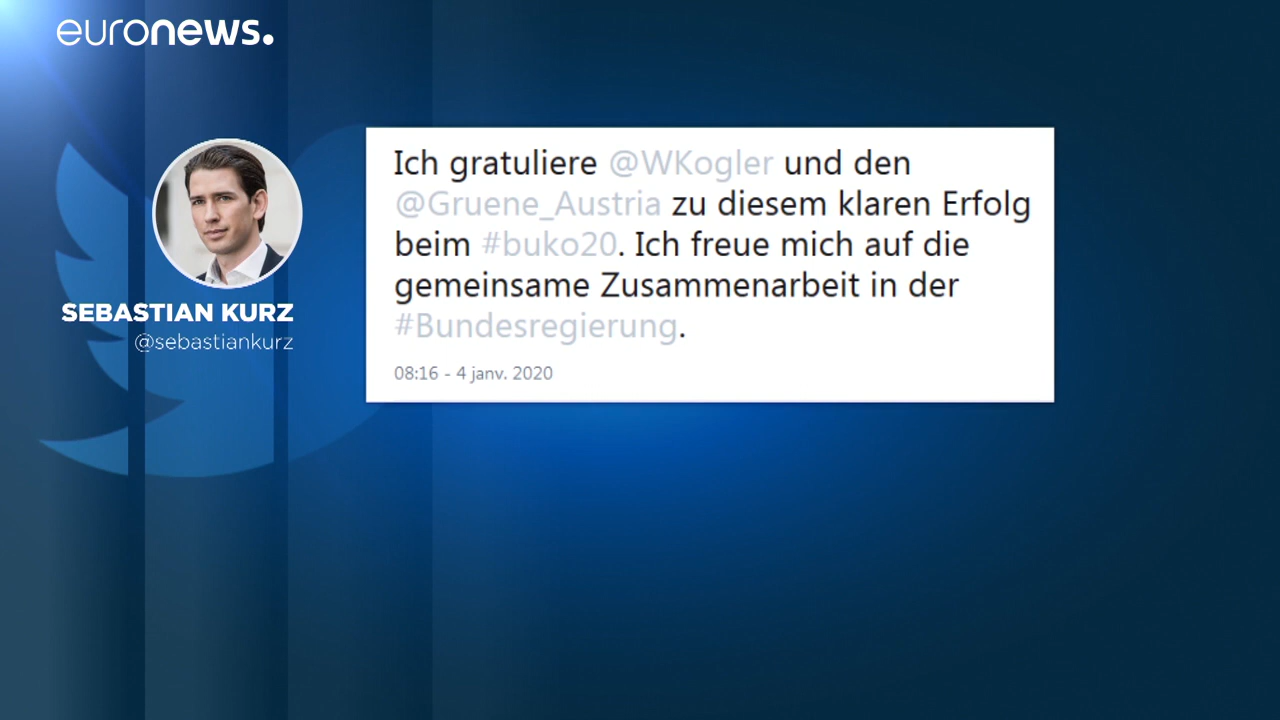 euronews.
SEBASTIAN KURZ
@sebastiankurz
Ich gratuliere @WKogler und den
@Gruene_Austria zu diesem klaren Erfolg
beim #buko20. Ich freue mich auf die
gemeinsame Zusammenarbeit in der
#Bundesregierung.
08:16 - 4 janv. 2020